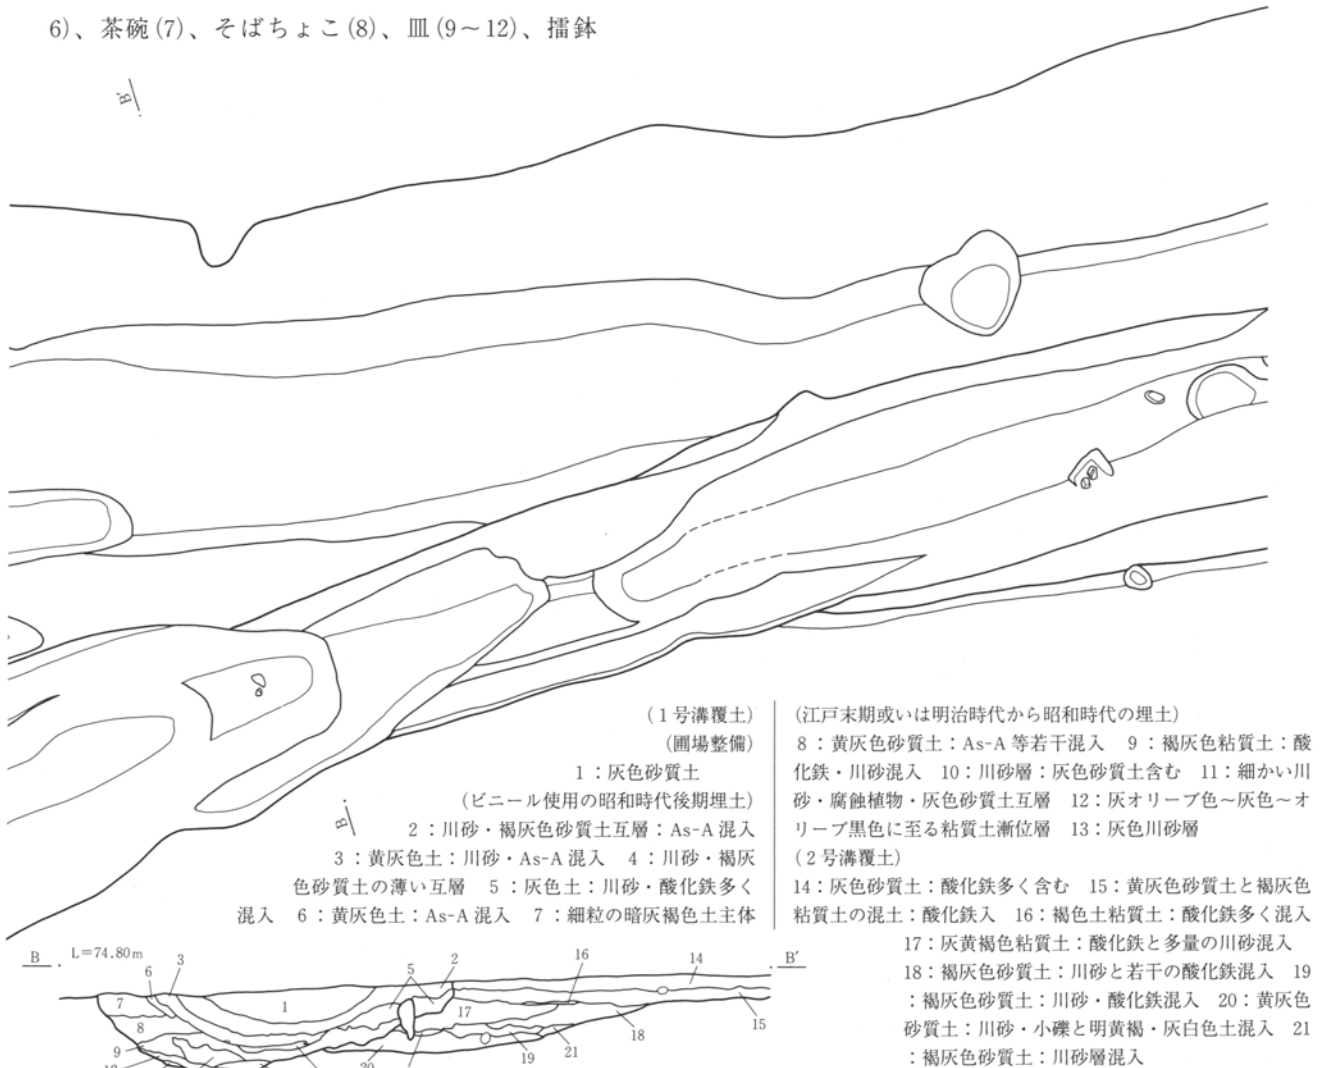 6)、茶碗(7)、そばちょこ(8)、皿(9～12)、擂鉢
B′
B
(１号溝覆土)
(圃場整備)
1：灰色砂質土
(ビニール使用の昭和時代後期埋土)
2：川砂・褐灰色砂質土互層：As-A 混入
3：黄灰色土：川砂・As-A 混入　4：川砂・褐灰
色砂質土の薄い互層　5：灰色土：川砂・酸化鉄多く
混入　6：黄灰色土：As-A 混入　7：細粒の暗灰褐色土主体
(江戸末期或いは明治時代から昭和時代の埋土)
8：黄灰色砂質土：As-A 等若干混入　9：褐灰色粘質土：酸
化鉄・川砂混入　10：川砂層：灰色砂質土含む　11：細かい川
砂・腐蝕植物・灰色砂質土互層　12：灰オリーブ色～灰色～オ
リーブ黒色に至る粘質土漸位層　13：灰色川砂層
(２号溝覆土)
14：灰色砂質土：酸化鉄多く含む　15：黄灰色砂質土と褐灰色
粘質土の混土：酸化鉄入　16：褐色土粘質土：酸化鉄多く混入
17：灰黄褐色粘質土：酸化鉄と多量の川砂混入
18：褐灰色砂質土：川砂と若干の酸化鉄混入　19
：褐灰色砂質土：川砂・酸化鉄混入　20：黄灰色
砂質土：川砂・小礫と明黄褐・灰白色土混入　21
：褐灰色砂質土：川砂層混入
B
L=74.80m
B′
6
3
5
2
16
14
7
1
17
15
8
18
9
19
21